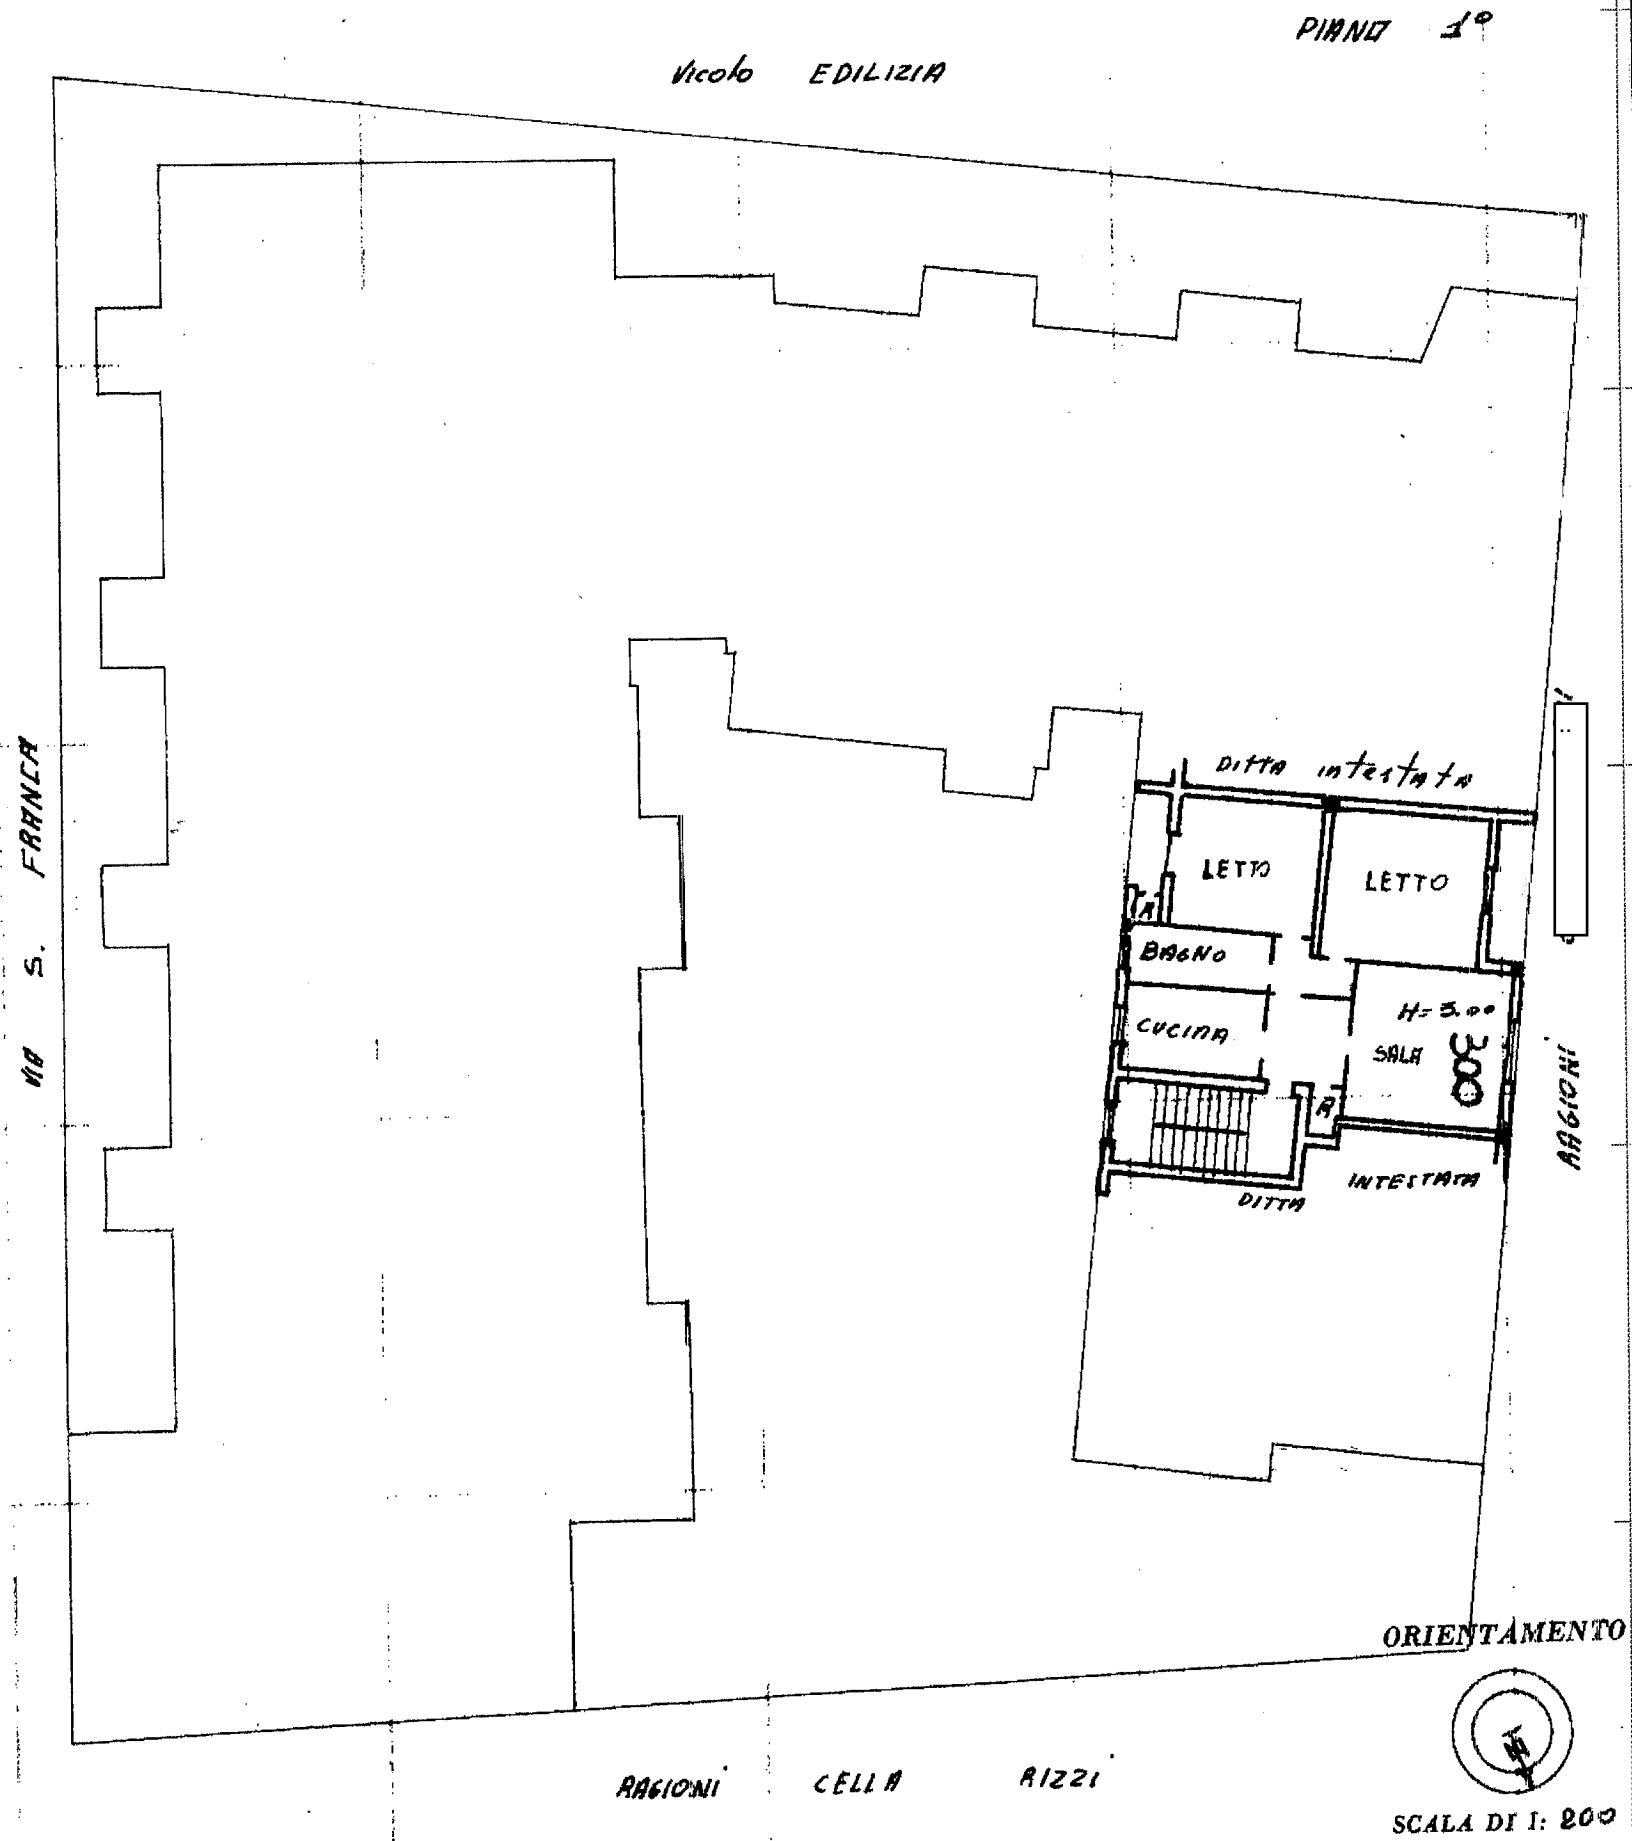 PIANO 1°
Vicolo EDILIZIA
VIA S. FRANCA
DITTA intestata
LETTO
LETTO
R
BAGNO
H= 3.00
CUCINA
SALA
300
R
RAGIONI
INTESTATA
DITTA
ORIENTAMENTO
N
RAGIONI CELLA RIZZI
SCALA DI 1: 200